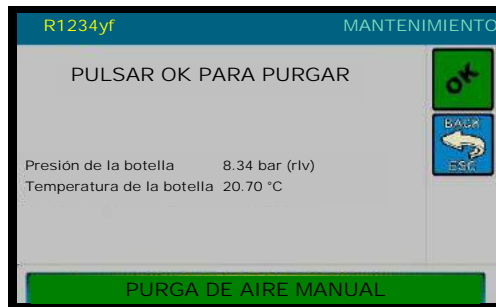 R1234yf MANTENIMIENTO
PULSAR OK PARA PURGAR
OK
BACK
ESC
Presión de la botella 8.34 bar (rlv)
Temperatura de la botella 20.70 °C
PURGA DE AIRE MANUAL